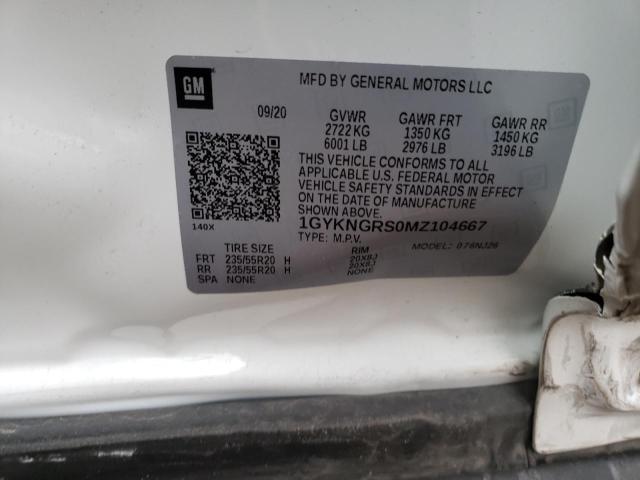 GM
MFD BY GENERAL MOTORS LLC
09/20 GVWR GAWR FRT GAWR RR
2722 KG 1350 KG 1450 KG
6001 LB 2976 LB 3196 LB
THIS VEHICLE CONFORMS TO ALL
APPLICABLE U.S. FEDERAL MOTOR
VEHICLE SAFETY STANDARDS IN EFFECT
ON THE DATE OF MANUFACTURE
SHOWN ABOVE.
140X 1GYKNGRS0MZ104667
TYPE: M.P.V. MODEL: 076NJ26
TIRE SIZE RIM
FRT 235/55R20 H 20X8J
RR 235/55R20 H 20X8J
SPA NONE NONE